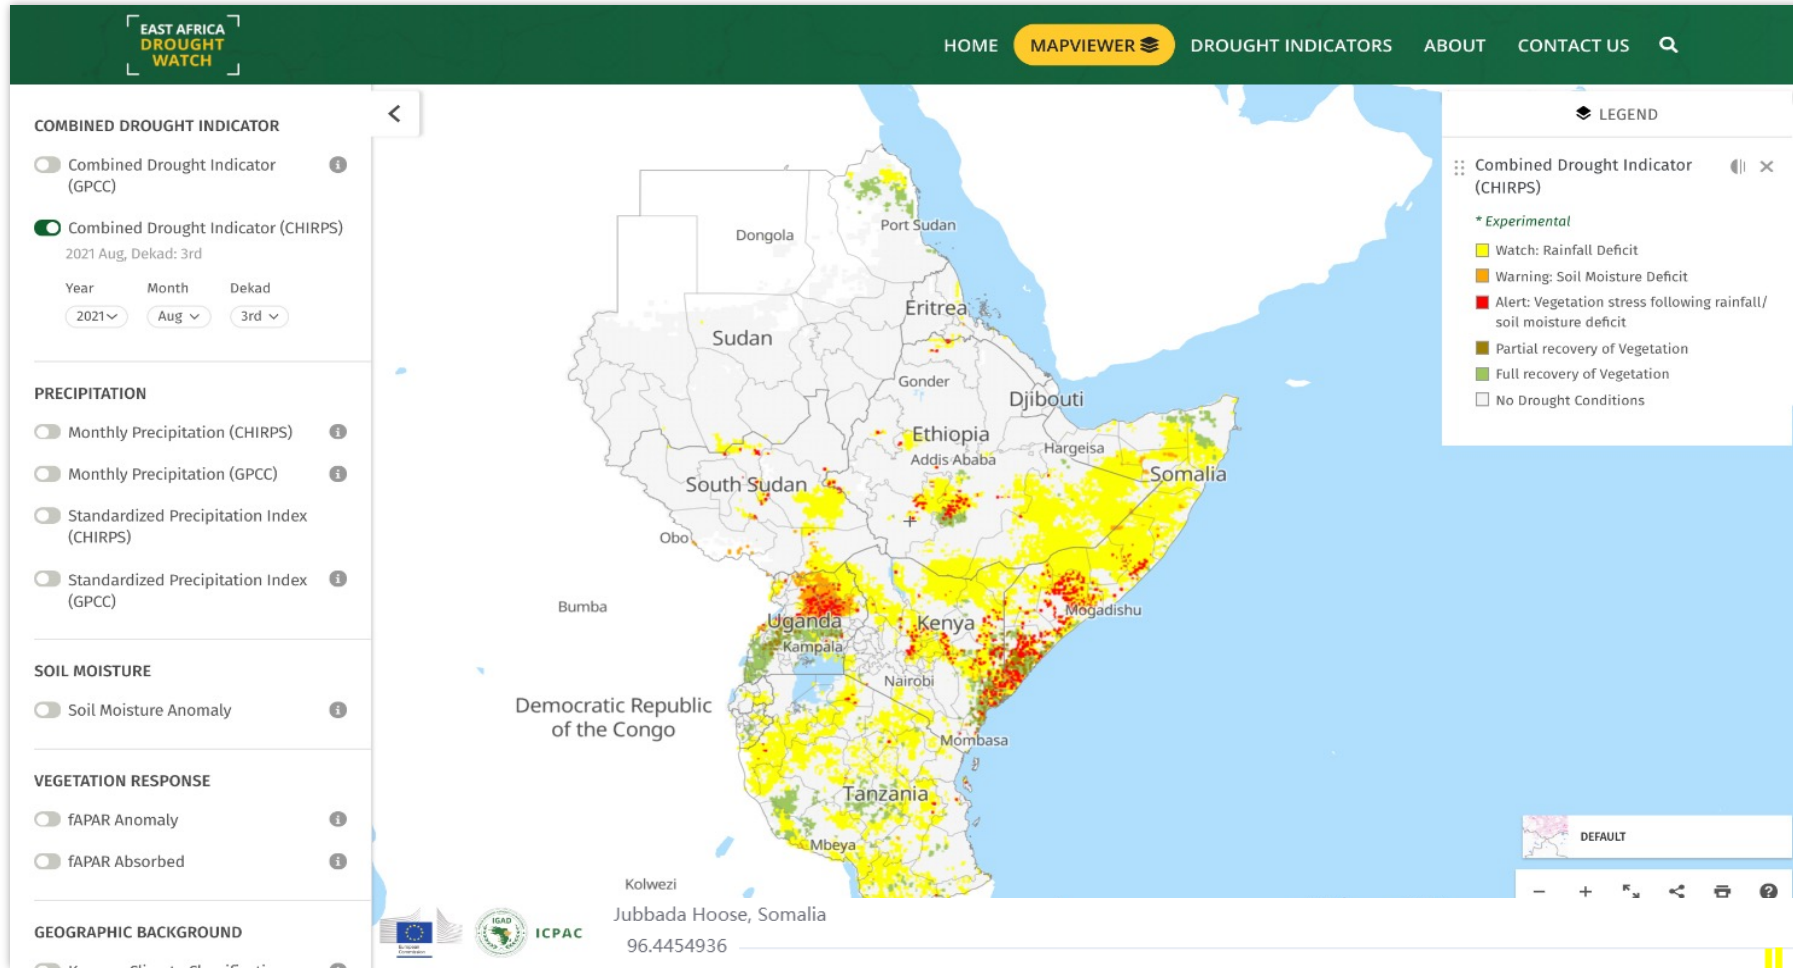 EAST AFRICA
DROUGHT
WATCH
HOME
MAPVIEWER
DROUGHT INDICATORS
ABOUT
CONTACT US
COMBINED DROUGHT INDICATOR
Combined Drought Indicator
(GPCC)
Combined Drought Indicator (CHIRPS)
2021 Aug, Dekad: 3rd
Year
Month
Dekad
2021
Aug
3rd
PRECIPITATION
Monthly Precipitation (CHIRPS)
Monthly Precipitation (GPCC)
Standardized Precipitation Index
(CHIRPS)
Standardized Precipitation Index
(GPCC)
SOIL MOISTURE
Soil Moisture Anomaly
VEGETATION RESPONSE
fAPAR Anomaly
fAPAR Absorbed
GEOGRAPHIC BACKGROUND
Dongola
Port Sudan
Eritrea
Sudan
Gonder
Djibouti
Ethiopia
Addis Ababa
Hargeisa
Somalia
South Sudan
Obo
Bumba
Uganda
Kampala
Kenya
Mogadishu
Nairobi
Democratic Republic
of the Congo
Mombasa
Tanzania
Mbeya
Kolwezi
LEGEND
Combined Drought Indicator
(CHIRPS)
* Experimental
Watch: Rainfall Deficit
Warning: Soil Moisture Deficit
Alert: Vegetation stress following rainfall/
soil moisture deficit
Partial recovery of Vegetation
Full recovery of Vegetation
No Drought Conditions
DEFAULT
European
Commission
IGAD
ICPAC
Jubbada Hoose, Somalia
96.4454936